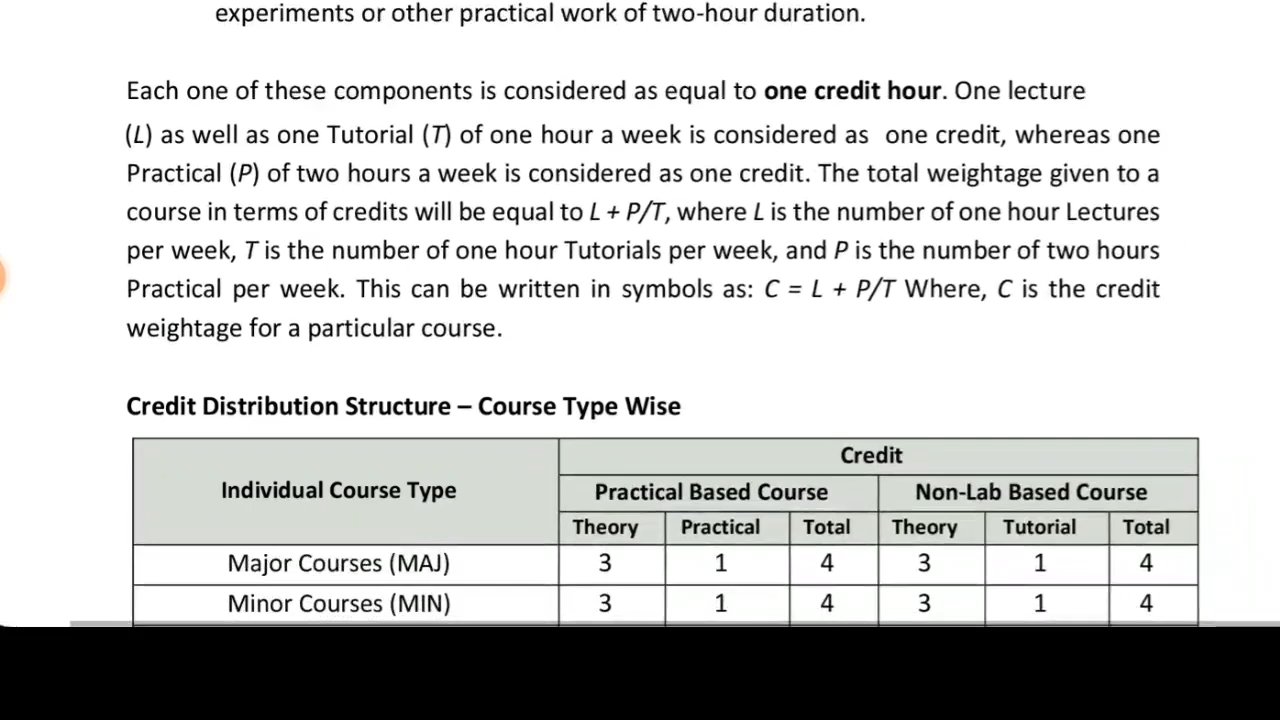 experiments or other practical work of two-hour duration.
Each one of these components is considered as equal to one credit hour. One lecture
(L) as well as one Tutorial (T) of one hour a week is considered as one credit, whereas one
Practical (P) of two hours a week is considered as one credit. The total weightage given to a
course in terms of credits will be equal to L + P/T, where L is the number of one hour Lectures
per week, T is the number of one hour Tutorials per week, and P is the number of two hours
Practical per week. This can be written in symbols as: C = L + P/T Where, C is the credit
weightage for a particular course.
Credit Distribution Structure – Course Type Wise
Individual Course Type
Credit
Practical Based Course Non-Lab Based Course
Theory Practical Total Theory Tutorial Total
Major Courses (MAJ) 3 1 4 3 1 4
Minor Courses (MIN) 3 1 4 3 1 4